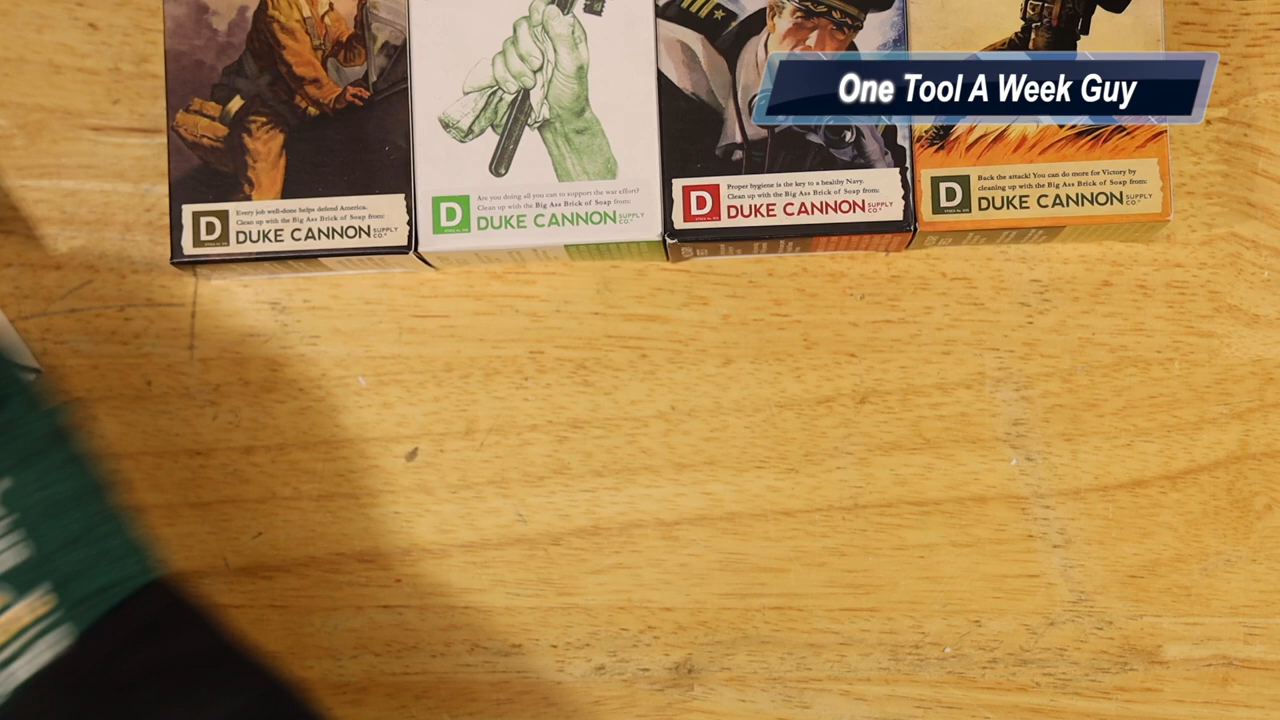 One Tool A Week Guy
Every job well-done helps defend America.
Clean up with the Big Ass Brick of Soap from:
D
DUKE CANNON SUPPLY CO.
Are you doing all you can to support the war effort?
Clean up with the Big Ass Brick of Soap from:
D
DUKE CANNON SUPPLY CO.
Proper hygiene is the key to a healthy Navy.
Clean up with the Big Ass Brick of Soap from:
D
DUKE CANNON SUPPLY CO.
Back the attack! You can do more for Victory by
cleaning up with the Big Ass Brick of Soap from:
D
DUKE CANNON SUPPLY CO.